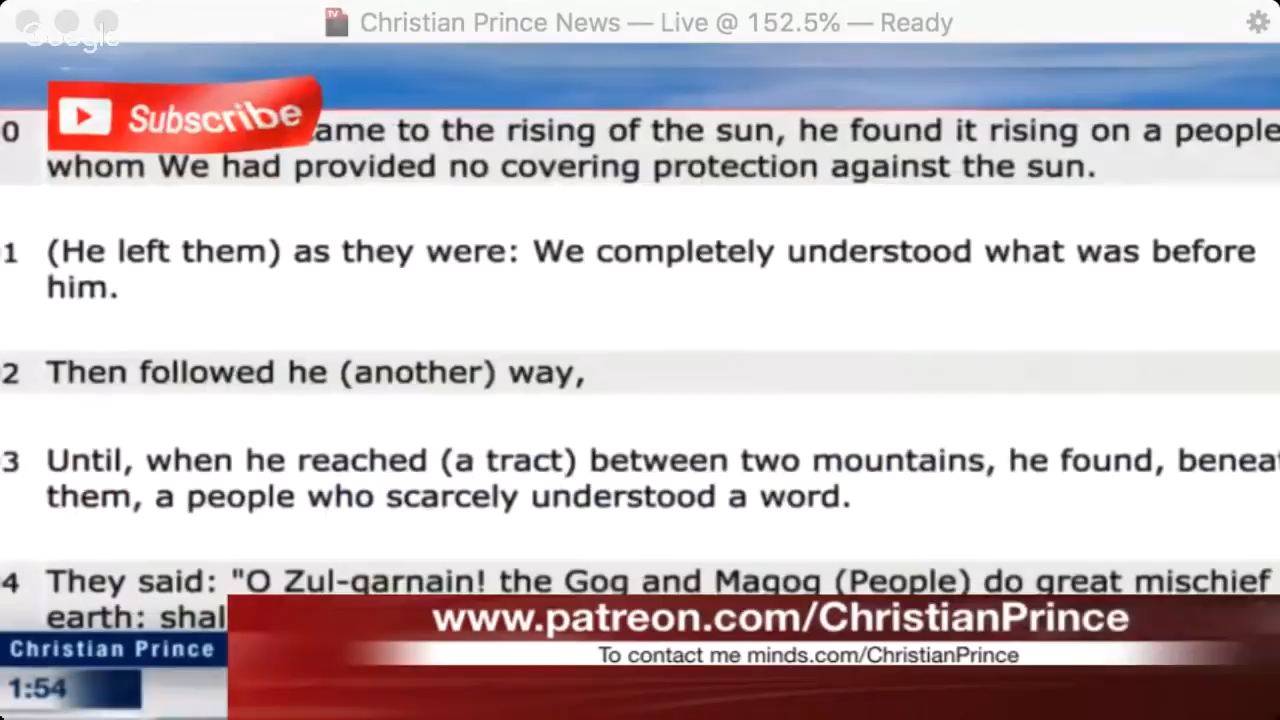 Christian Prince News — Live @ 152.5% — Ready
Google
Subscribe
0 ame to the rising of the sun, he found it rising on a people
whom We had provided no covering protection against the sun.
1 (He left them) as they were: We completely understood what was before
him.
2 Then followed he (another) way,
3 Until, when he reached (a tract) between two mountains, he found, beneat
them, a people who scarcely understood a word.
4 They said: "O Zul-qarnain! the Gog and Magog (People) do great mischief
earth: shal
www.patreon.com/ChristianPrince
To contact me minds.com/ChristianPrince
Christian Prince
1:54